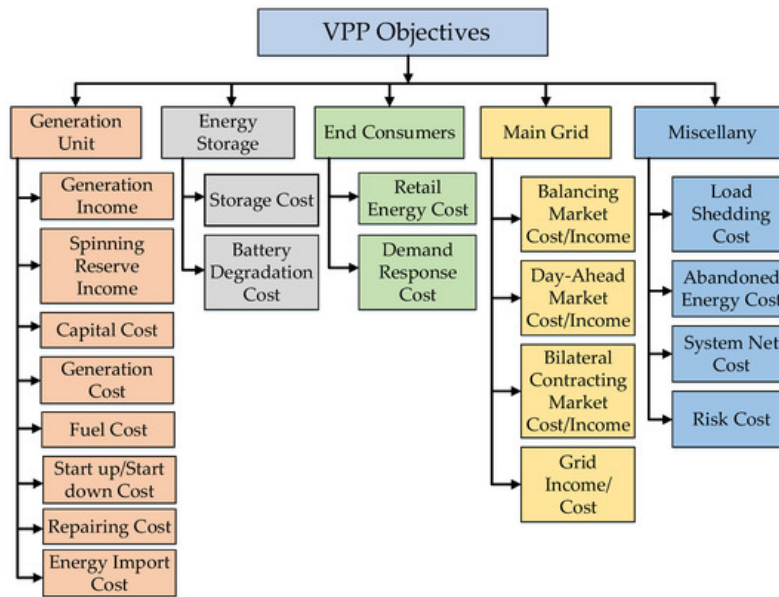 VPP Objectives
Generation
Unit
Generation
Income
Spinning
Reserve
Income
Capital Cost
Generation
Cost
Fuel Cost
Start up/Start
down Cost
Repairing Cost
Energy Import
Cost
Energy
Storage
Storage Cost
Battery
Degradation
Cost
End Consumers
Retail
Energy Cost
Demand
Response
Cost
Main Grid
Balancing
Market
Cost/Income
Day-Ahead
Market
Cost/Income
Bilateral
Contracting
Market
Cost/Income
Grid
Income/
Cost
Miscellany
Load
Shedding
Cost
Abandoned
Energy Cost
System Net
Cost
Risk Cost